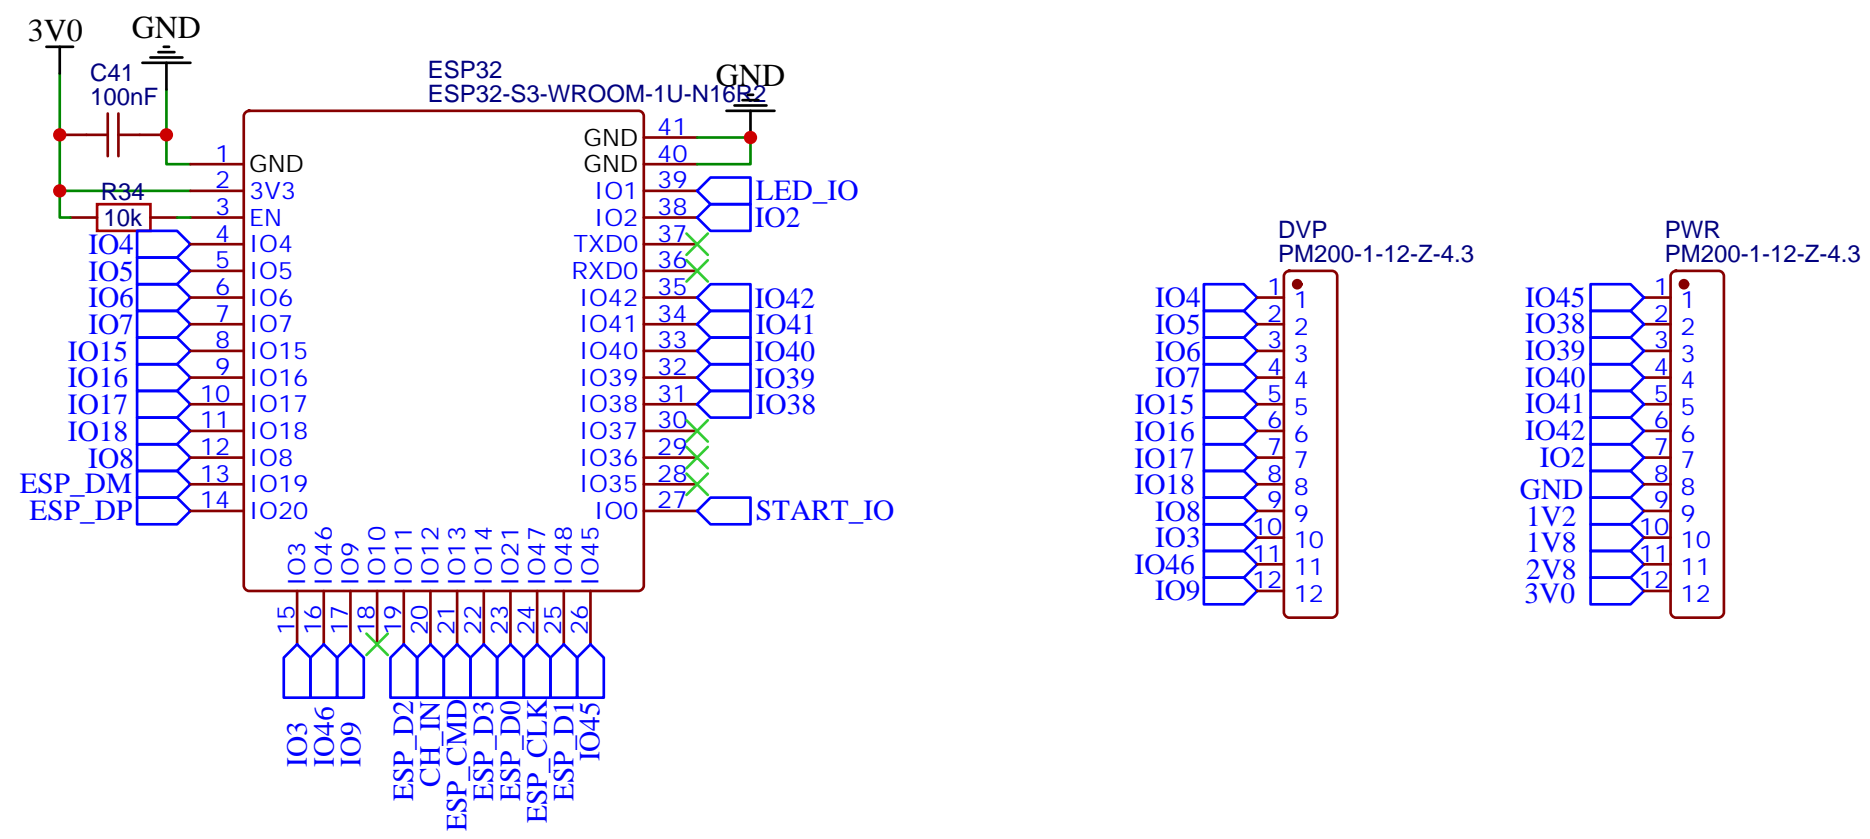 3V0
GND
C41
100nF
ESP32
ESP32-S3-WROOM-1U-N16R2
GND
R34
10k
1 GND
2 3V3
3 EN
IO4 4 IO4
IO5 5 IO5
IO6 6 IO6
IO7 7 IO7
IO15 8 IO15
IO16 9 IO16
IO17 10 IO17
IO18 11 IO18
IO8 12 IO8
ESP_DM 13 IO19
ESP_DP 14 IO20
GND 41
GND 40
IO1 39 LED_IO
IO2 38 IO2
TXD0 37
RXD0 36
IO42 35 IO42
IO41 34 IO41
IO40 33 IO40
IO39 32 IO39
IO38 31 IO38
IO37 30
IO36 29
IO35 28
IO0 27 START_IO
IO3 15 IO3
IO46 16 IO46
IO9 17 IO9
IO10 18
IO11 19 ESP_D2
IO12 20 CH_IN
IO13 21 ESP_CMD
IO14 22 ESP_D3
IO21 23 ESP_D0
IO47 24 ESP_CLK
IO48 25 ESP_D1
IO45 26 IO45
DVP
PM200-1-12-Z-4.3
IO4 1 1
IO5 2 2
IO6 3 3
IO7 4 4
IO15 5 5
IO16 6 6
IO17 7 7
IO18 8 8
IO8 9 9
IO3 10 10
IO46 11 11
IO9 12 12
PWR
PM200-1-12-Z-4.3
IO45 1 1
IO38 2 2
IO39 3 3
IO40 4 4
IO41 5 5
IO42 6 6
IO2 7 7
GND 8 8
1V2 9 9
1V8 10 10
2V8 11 11
3V0 12 12